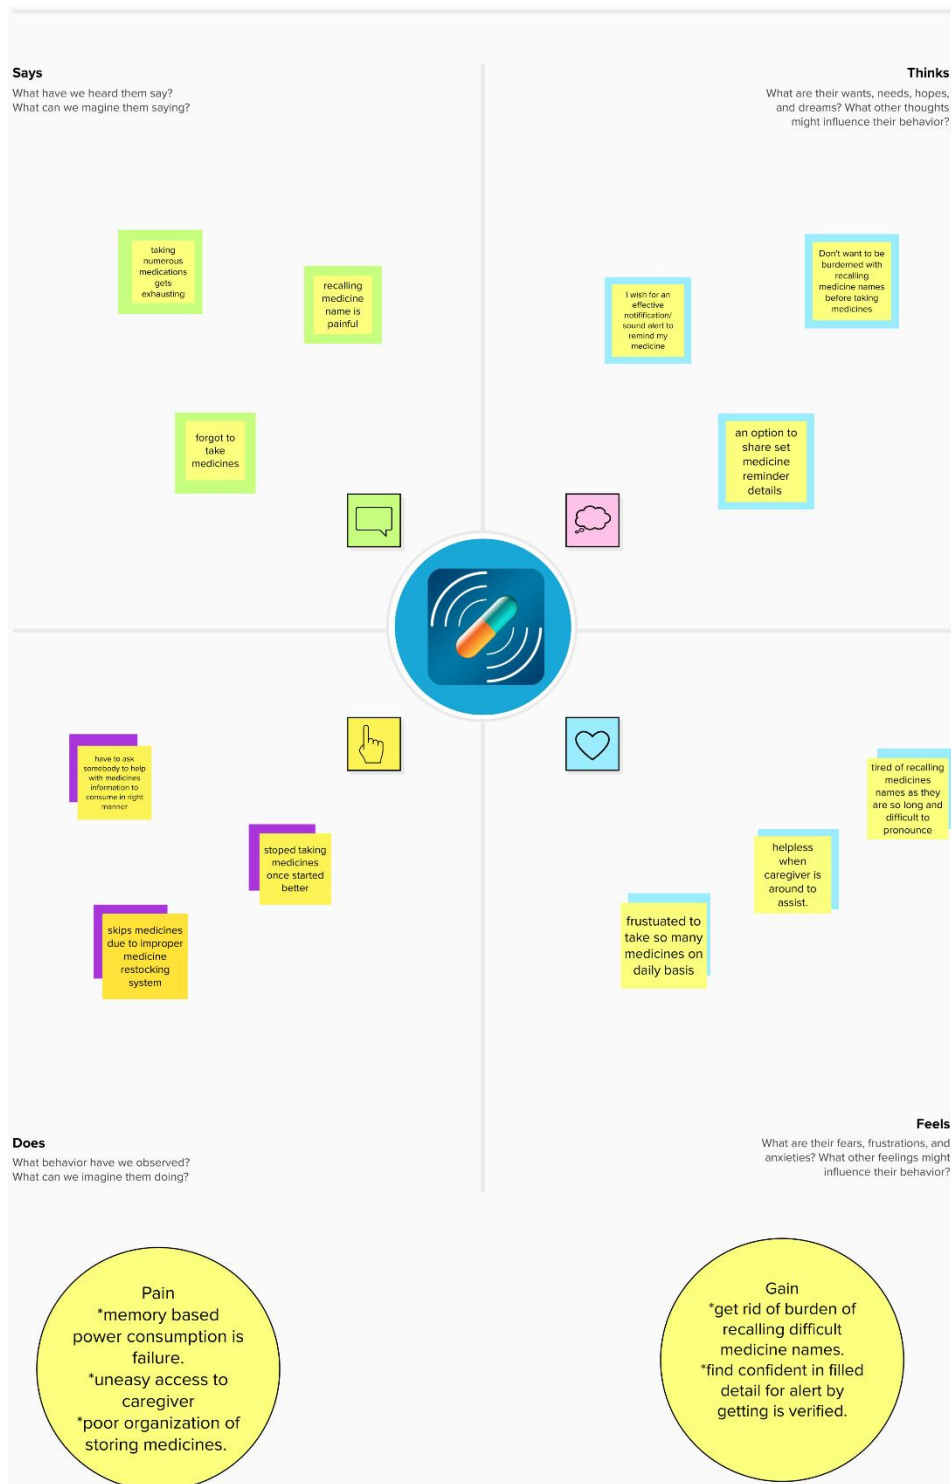 Says
What have we heard them say?
What can we magine them saying?
Thinks
What are their wants, needs, hopes,
and dreams? What other thoughts
might influence their behavior?
taking
numerous
medications
gets
exhausting
recalling
medicine
name is
painful
forgot to
take
medicines
I wish for an
effective
notifification/
sound alert to
remind my
medicine
Don't want to be
burderned with
recalling
medicine names
before taking
medicines
an option to
share set
medicine
reminder
details
have to ask
somebody to help
with medicines
information to
consume in right
manner
stoped taking
medicines
once started
better
skips medicines
due to improper
medicine
restocking
system
tired of recalling
medicines
names as they
are so long and
difficult to
pronounce
helpless
when
caregiver is
around to
assist.
frustuated to
take so many
medicines on
daily basis
Does
What behavior have we observed?
What can we imagine them doing?
Feels
What are their fears, frustrations, and
anxieties? What other feelings might
influence their behavior?
Pain
*memory based
power consumption is
failure.
*uneasy access to
caregiver
*poor organization of
storing medicines.
Gain
*get rid of burden of
recalling difficult
medicine names.
*find confident in filled
detail for alert by
getting is verified.